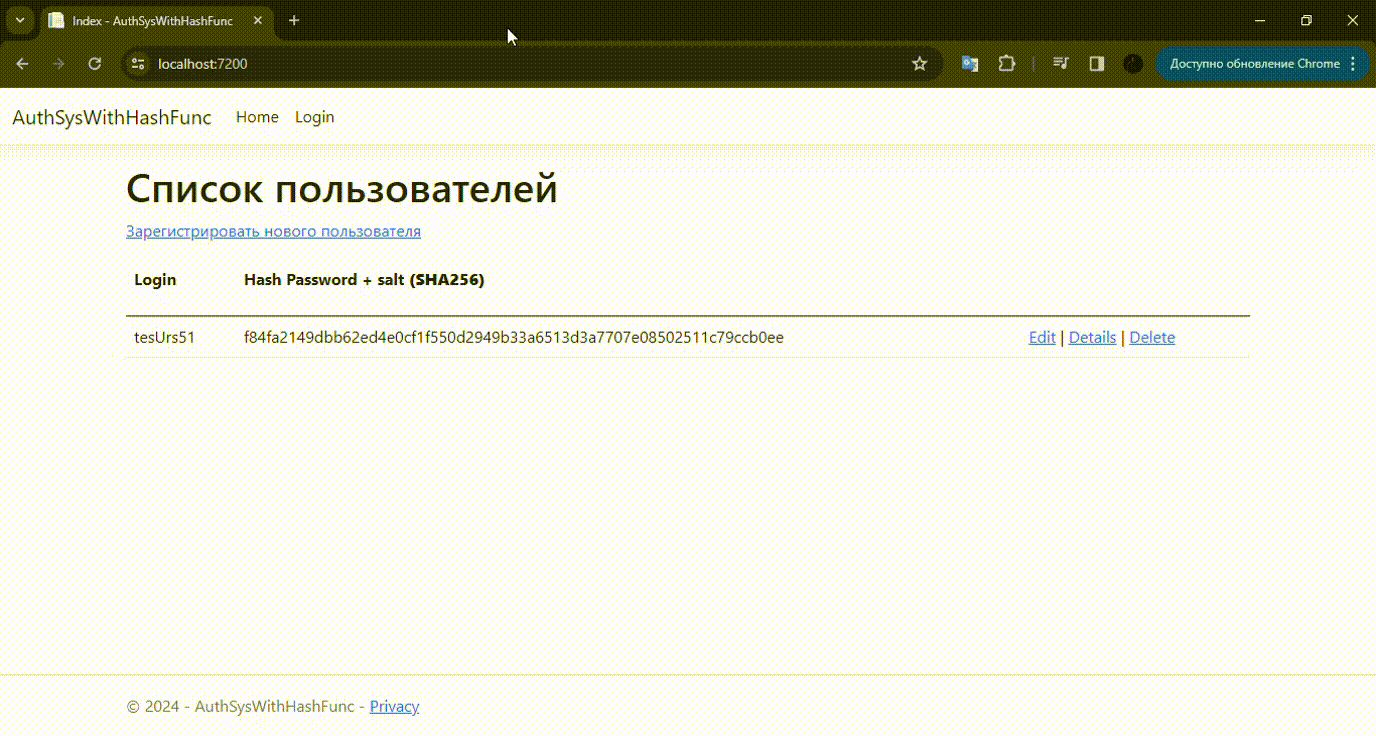 Index - AuthSysWithHashFunc
localhost:7200
Доступно обновление Chrome
AuthSysWithHashFunc Home Login
Список пользователей
Зарегистрировать нового пользователя
Login Hash Password + salt (SHA256)
tesUrs51 f84fa2149dbb62ed4e0cf1f550d2949b33a6513d3a7707e08502511c79ccb0ee Edit | Details | Delete
© 2024 - AuthSysWithHashFunc - Privacy